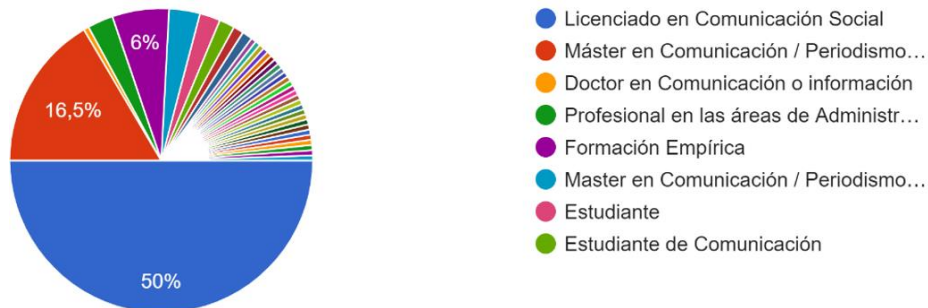 6%
16,5%
50%
Licenciado en Comunicación Social
Máster en Comunicación / Periodismo…
Doctor en Comunicación o información
Profesional en las áreas de Administr…
Formación Empírica
Master en Comunicación / Periodismo…
Estudiante
Estudiante de Comunicación